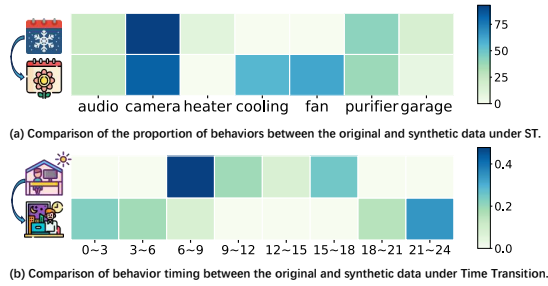 75
50
25
0
audio camera heater cooling fan purifier garage
(a) Comparison of the proportion of behaviors between the original and synthetic data under ST.
0.4
0.2
0.0
0~3 3~6 6~9 9~12 12~15 15~18 18~21 21~24
(b) Comparison of behavior timing between the original and synthetic data under Time Transition.